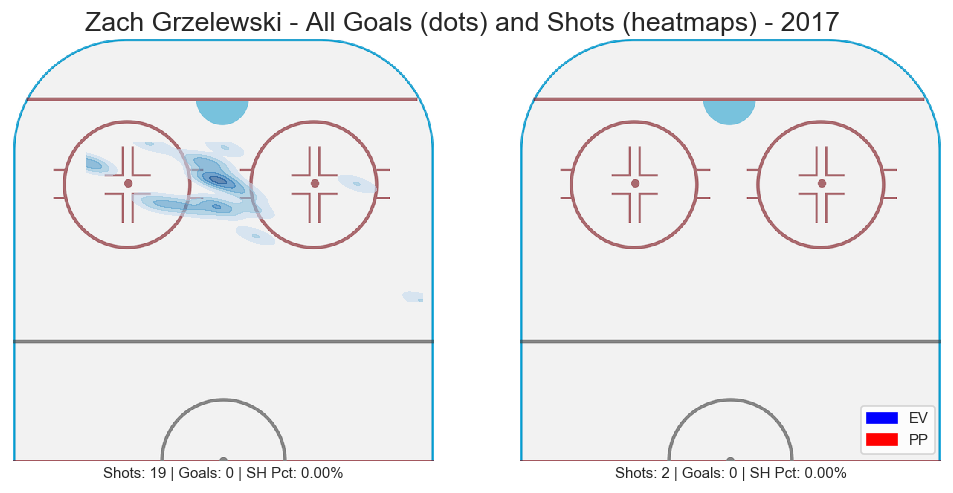 Zach Grzelewski - All Goals (dots) and Shots (heatmaps) - 2017
EV
PP
Shots: 19 | Goals: 0 | SH Pct: 0.00%
Shots: 2 | Goals: 0 | SH Pct: 0.00%